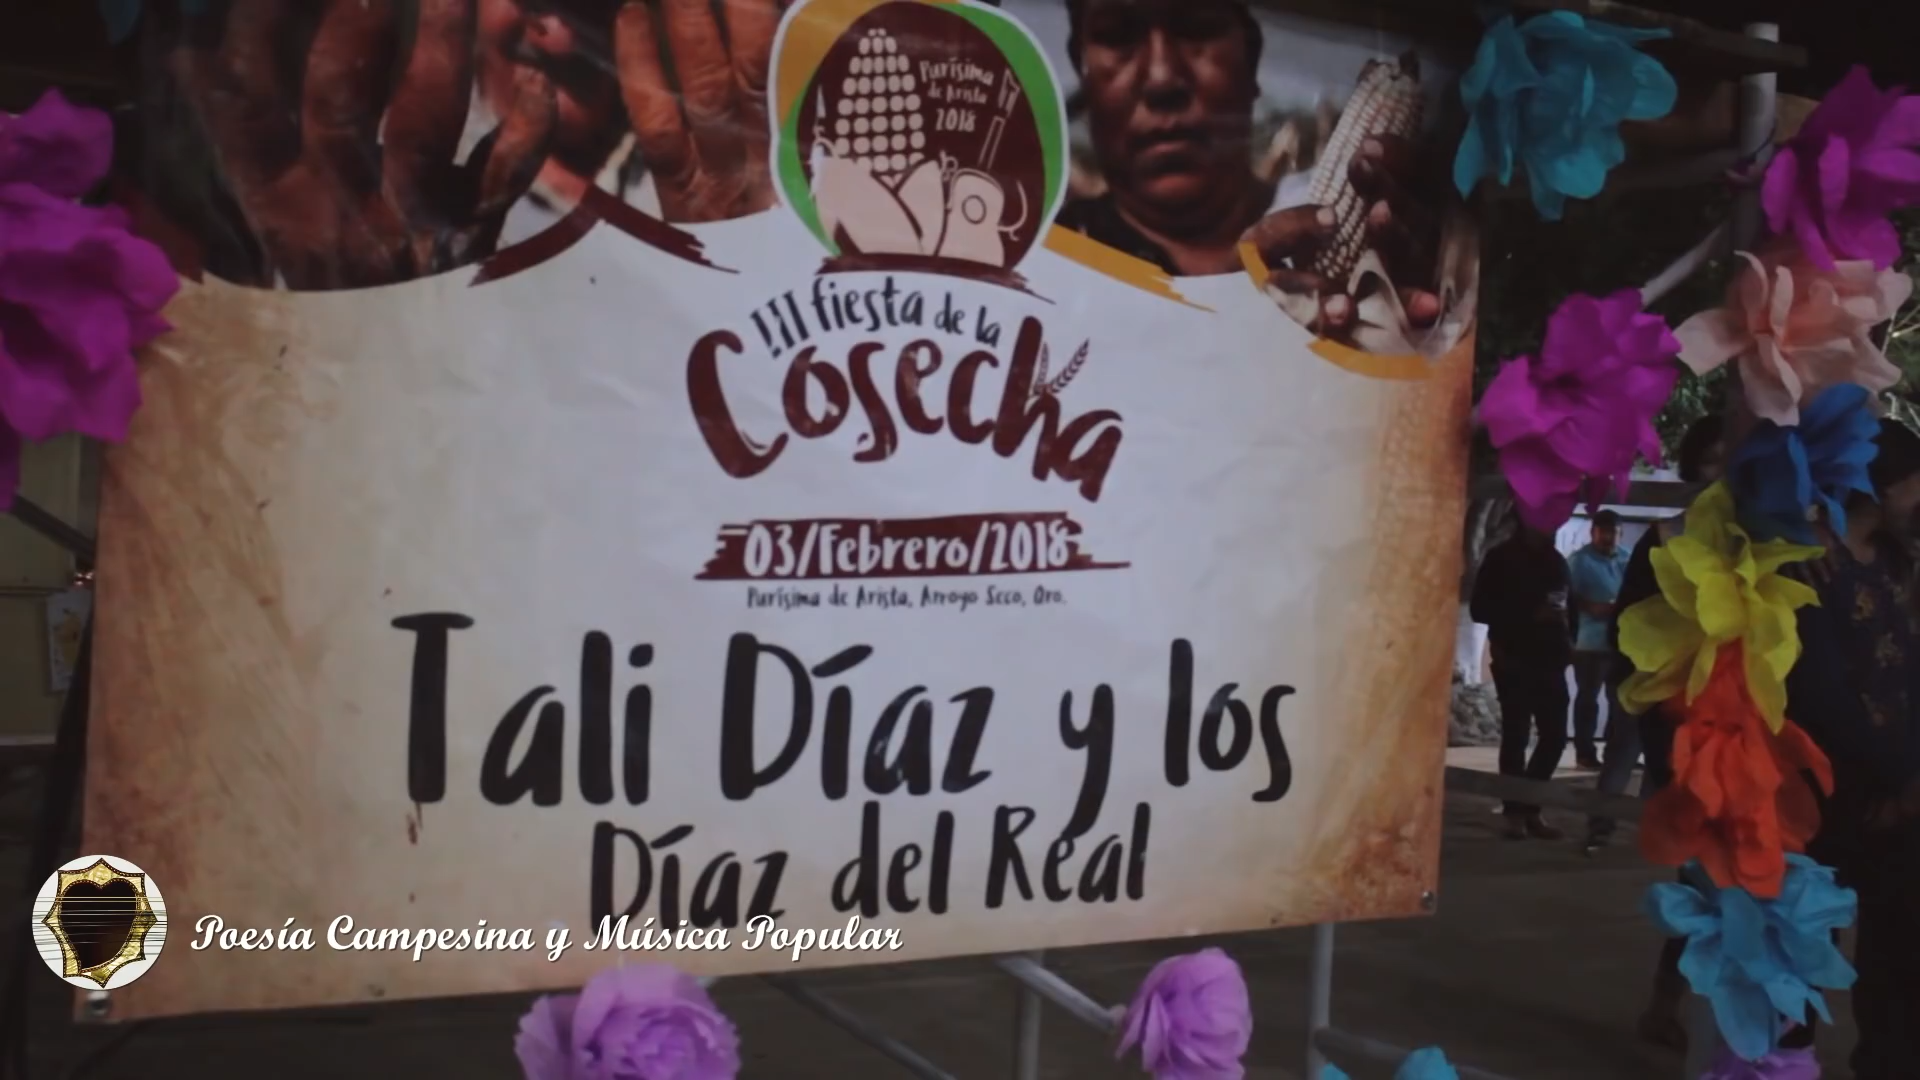 Purísima
de Arista
2018
III fiesta de la
Cosecha
03/Febrero/2018
Purísima de Arista, Arroyo Seco, Qro.
Tali Díaz y los
Díaz del Real
Poesía Campesina y Música Popular